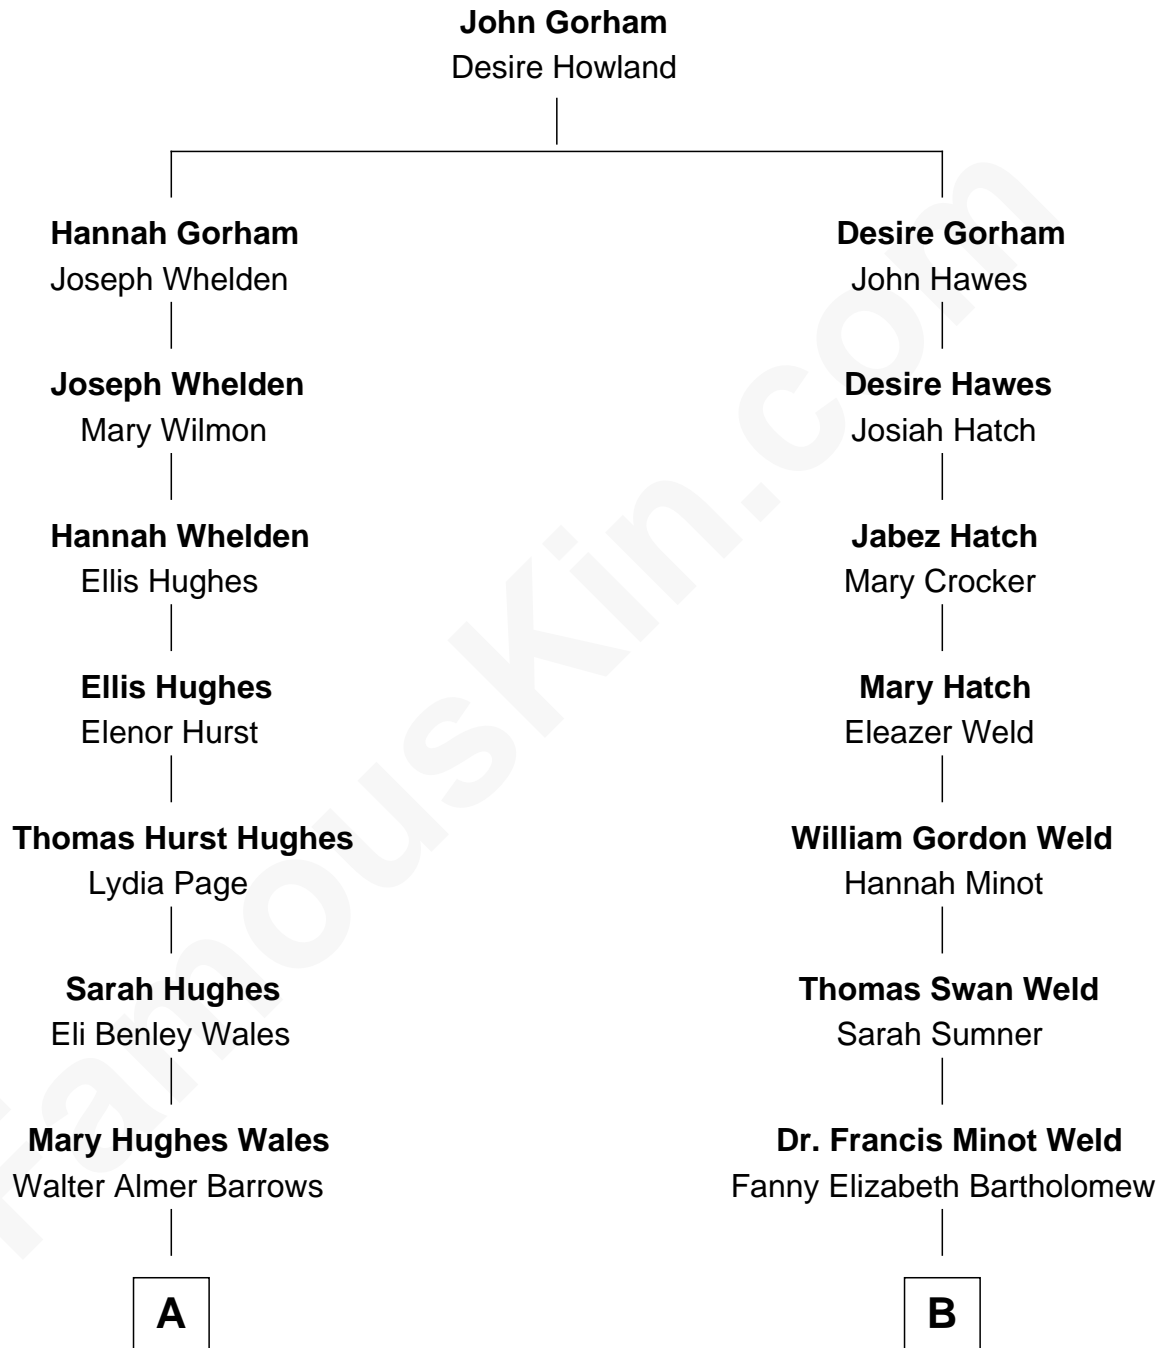 John Gorham
Desire Howland
Hannah Gorham
Joseph Whelden
Desire Gorham
John Hawes
Joseph Whelden
Mary Wilmon
Desire Hawes
Josiah Hatch
Hannah Whelden
Ellis Hughes
Jabez Hatch
Mary Crocker
Ellis Hughes
Elenor Hurst
Mary Hatch
Eleazer Weld
Thomas Hurst Hughes
Lydia Page
William Gordon Weld
Hannah Minot
Sarah Hughes
Eli Benley Wales
Thomas Swan Weld
Sarah Sumner
Mary Hughes Wales
Walter Almer Barrows
Dr. Francis Minot Weld
Fanny Elizabeth Bartholomew
A
B
FamousKin.com